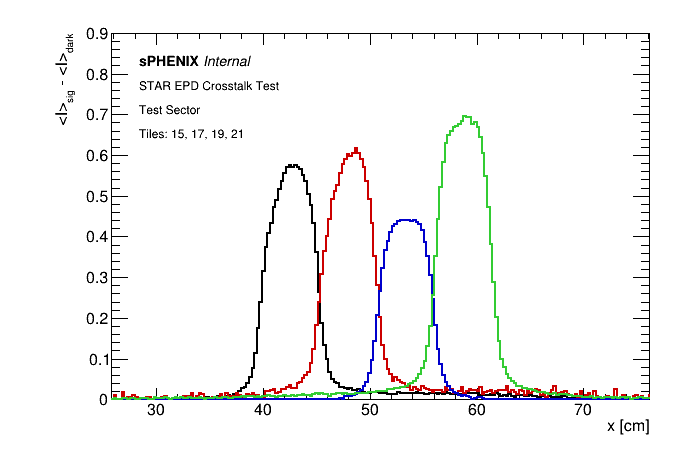 <I>sig - <I>dark
0.9
0.8
0.7
0.6
0.5
0.4
0.3
0.2
0.1
0
sPHENIX Internal
STAR EPD Crosstalk Test
Test Sector
Tiles: 15, 17, 19, 21
30 40 50 60 70
x [cm]